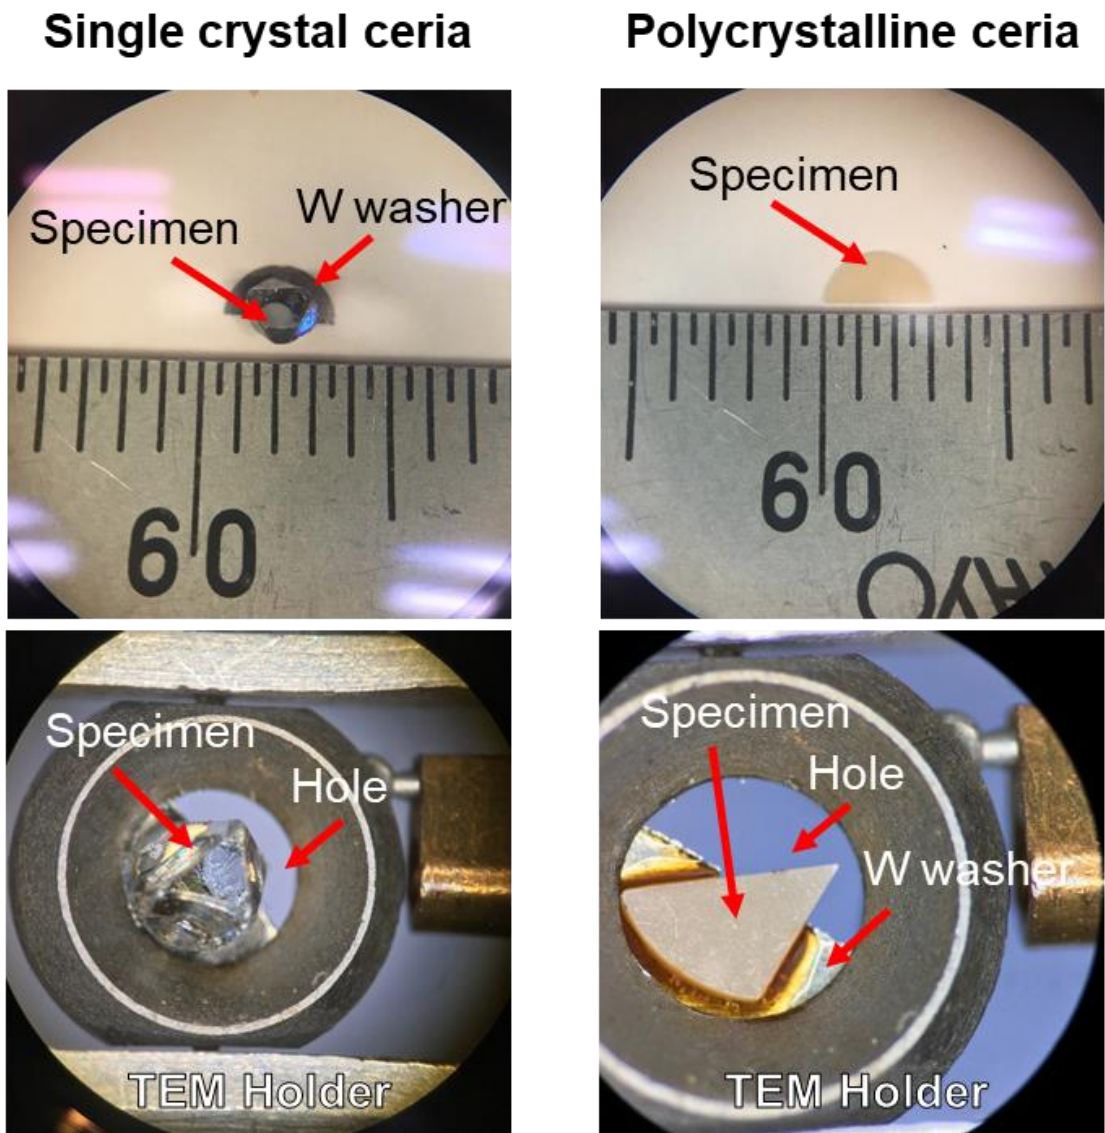 Single crystal ceria
Polycrystalline ceria
Specimen
W washer
60
Specimen
60
Specimen
Hole
TEM Holder
Specimen
Hole
W washer
TEM Holder